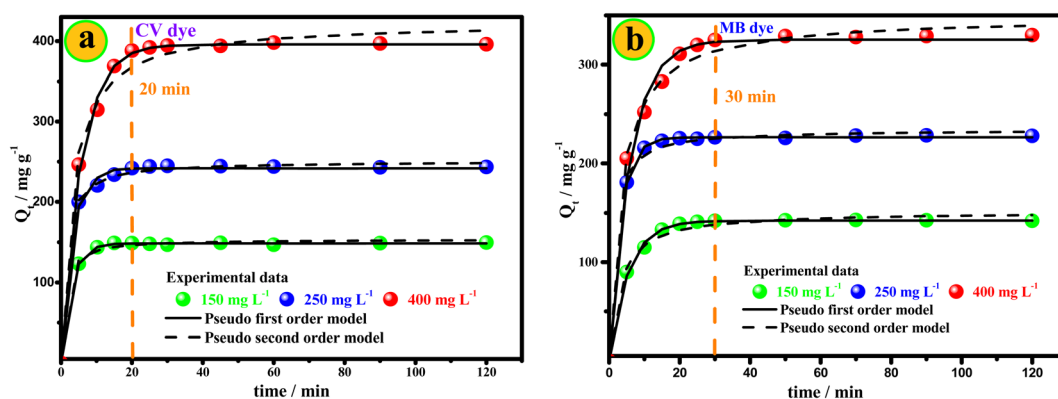 a
CV dye
20 min
400
300
200
100
0
Qt / mg g-1
Experimental data
150 mg L-1 250 mg L-1 400 mg L-1
Pseudo first order model
Pseudo second order model
0 20 40 60 80 100 120
time / min
b
MB dye
30 min
300
200
100
Qt / mg g-1
Experimental data
150 mg L-1 250 mg L-1 400 mg L-1
Pseudo first order model
Pseudo second order model
0 20 40 60 80 100 120
time / min